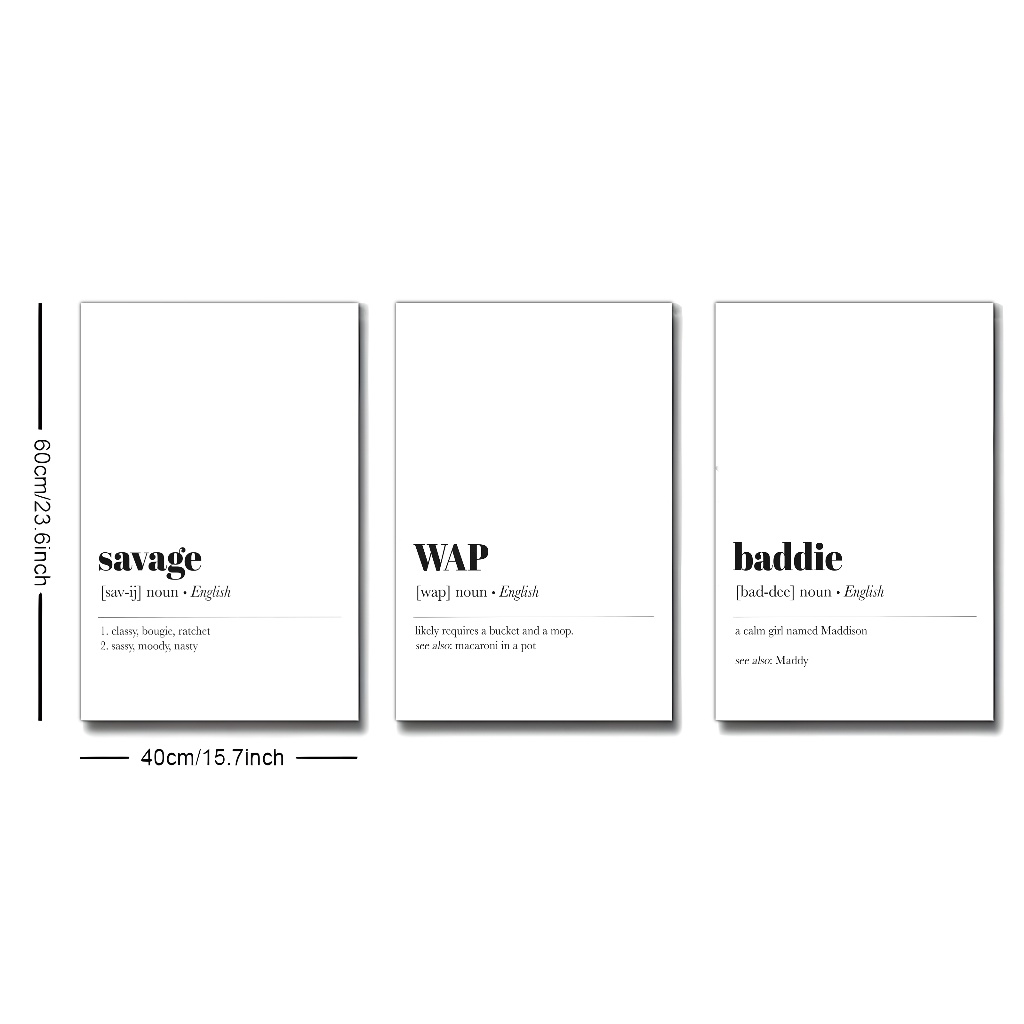 60cm/23.6inch
savage
[sav-ij] noun • English
1. classy, bougie, ratchet
2. sassy, moody, nasty
WAP
[wap] noun • English
likely requires a bucket and a mop.
see also: macaroni in a pot
baddie
[bad-dee] noun • English
a calm girl named Maddison
see also: Maddy
40cm/15.7inch